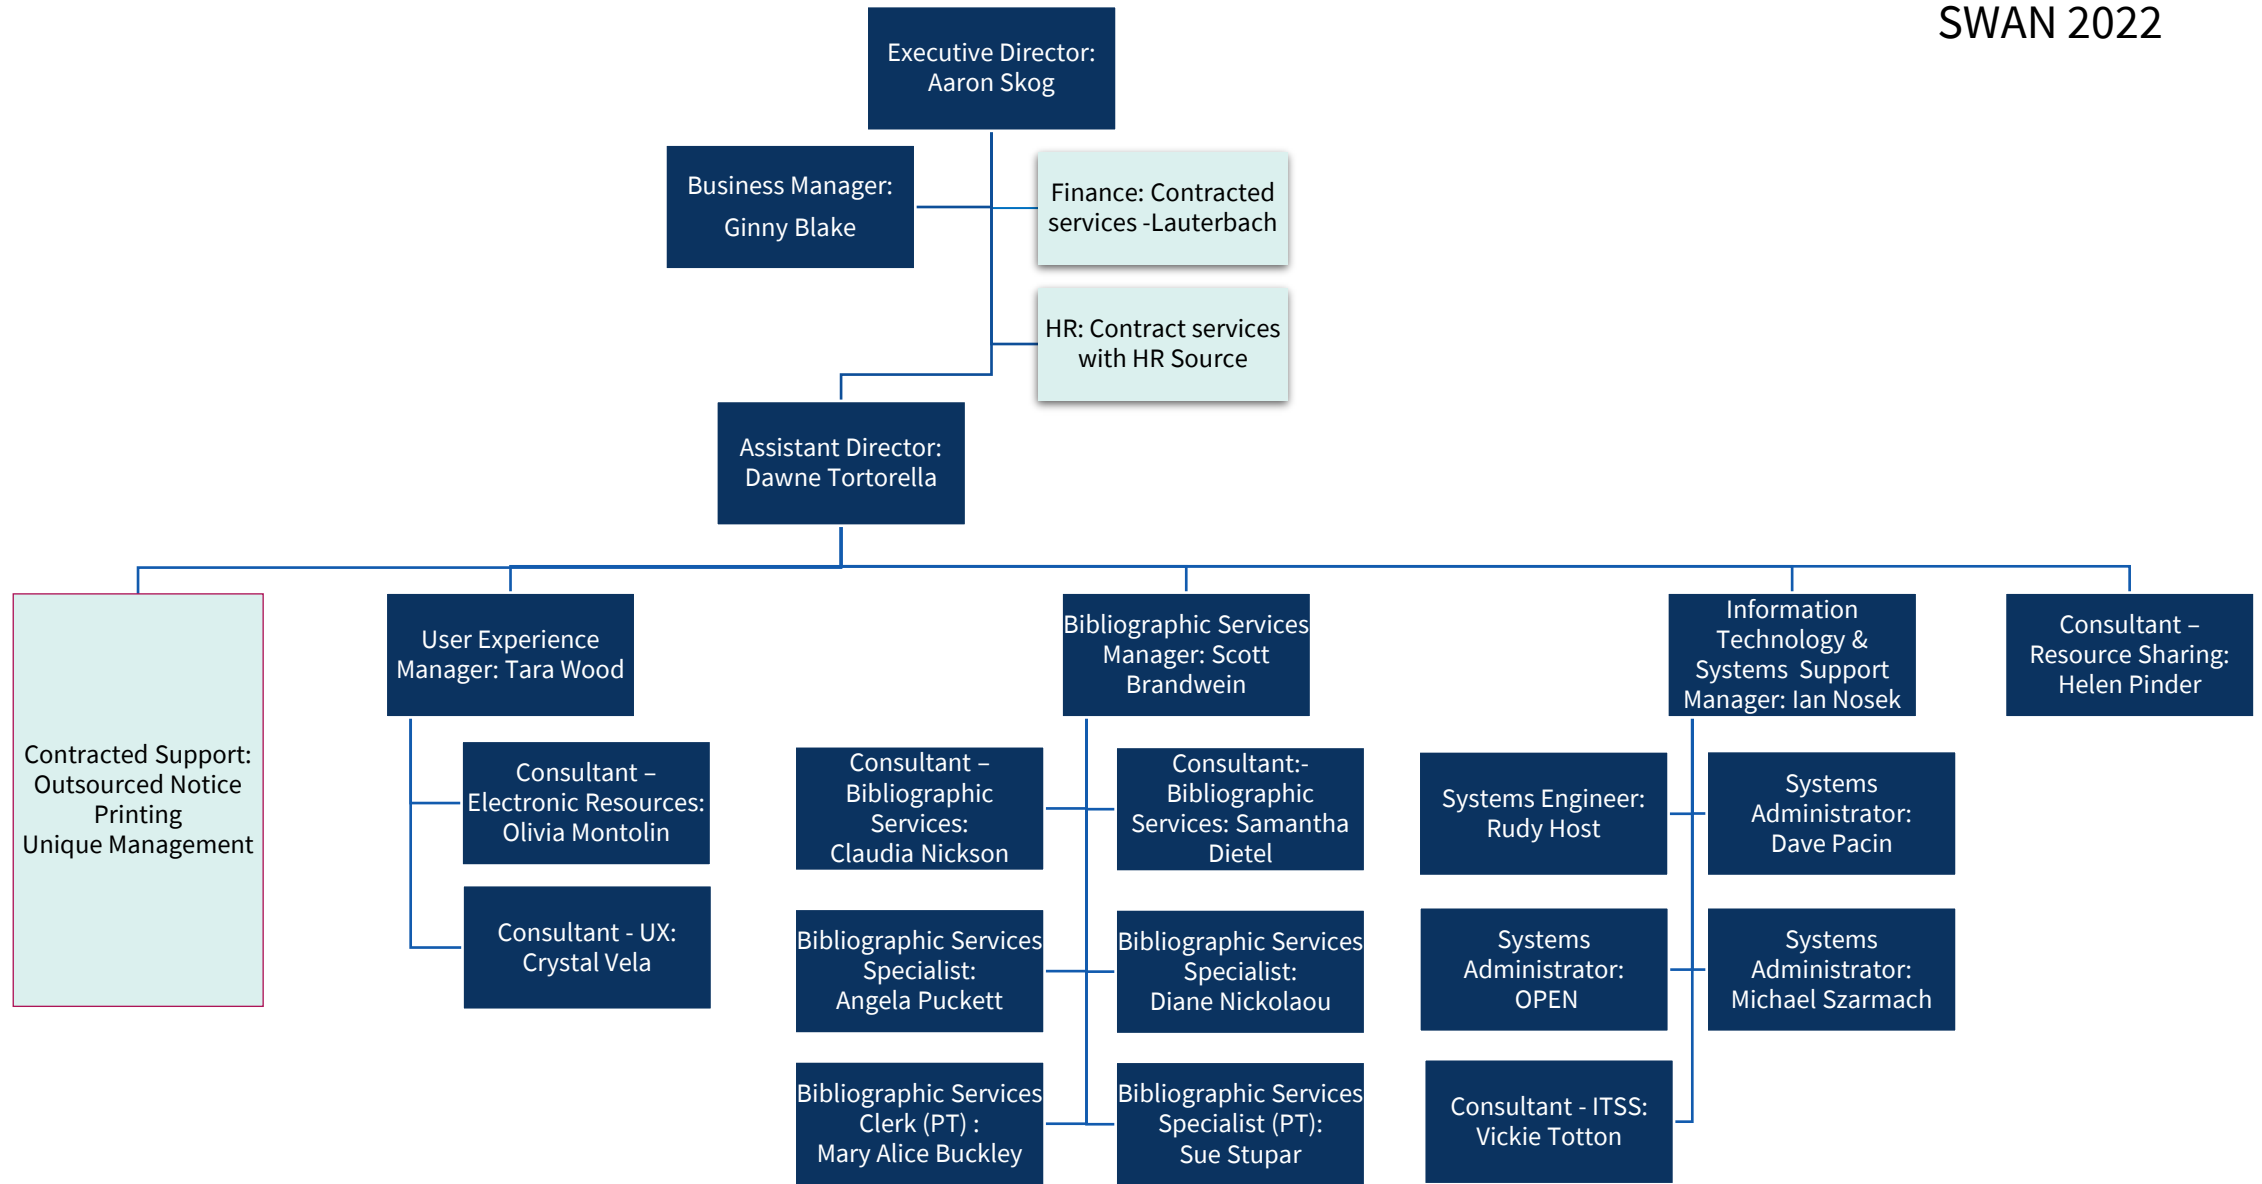 SWAN 2022
Executive Director:
Aaron Skog
Business Manager:
Ginny Blake
Finance: Contracted
services -Lauterbach
HR: Contract services
with HR Source
Assistant Director:
Dawne Tortorella
Contracted Support:
Outsourced Notice
Printing
Unique Management
User Experience
Manager: Tara Wood
Consultant –
Electronic Resources:
Olivia Montolin
Consultant - UX:
Crystal Vela
Bibliographic Services
Manager: Scott
Brandwein
Consultant –
Bibliographic
Services:
Claudia Nickson
Consultant:-
Bibliographic
Services: Samantha
Dietel
Bibliographic Services
Specialist:
Angela Puckett
Bibliographic Services
Specialist:
Diane Nickolaou
Bibliographic Services
Clerk (PT) :
Mary Alice Buckley
Bibliographic Services
Specialist (PT):
Sue Stupar
Information
Technology &
Systems  Support
Manager: Ian Nosek
Systems Engineer:
Rudy Host
Systems
Administrator:
Dave Pacin
Systems
Administrator:
OPEN
Systems
Administrator:
Michael Szarmach
Consultant - ITSS:
Vickie Totton
Consultant –
Resource Sharing:
Helen Pinder